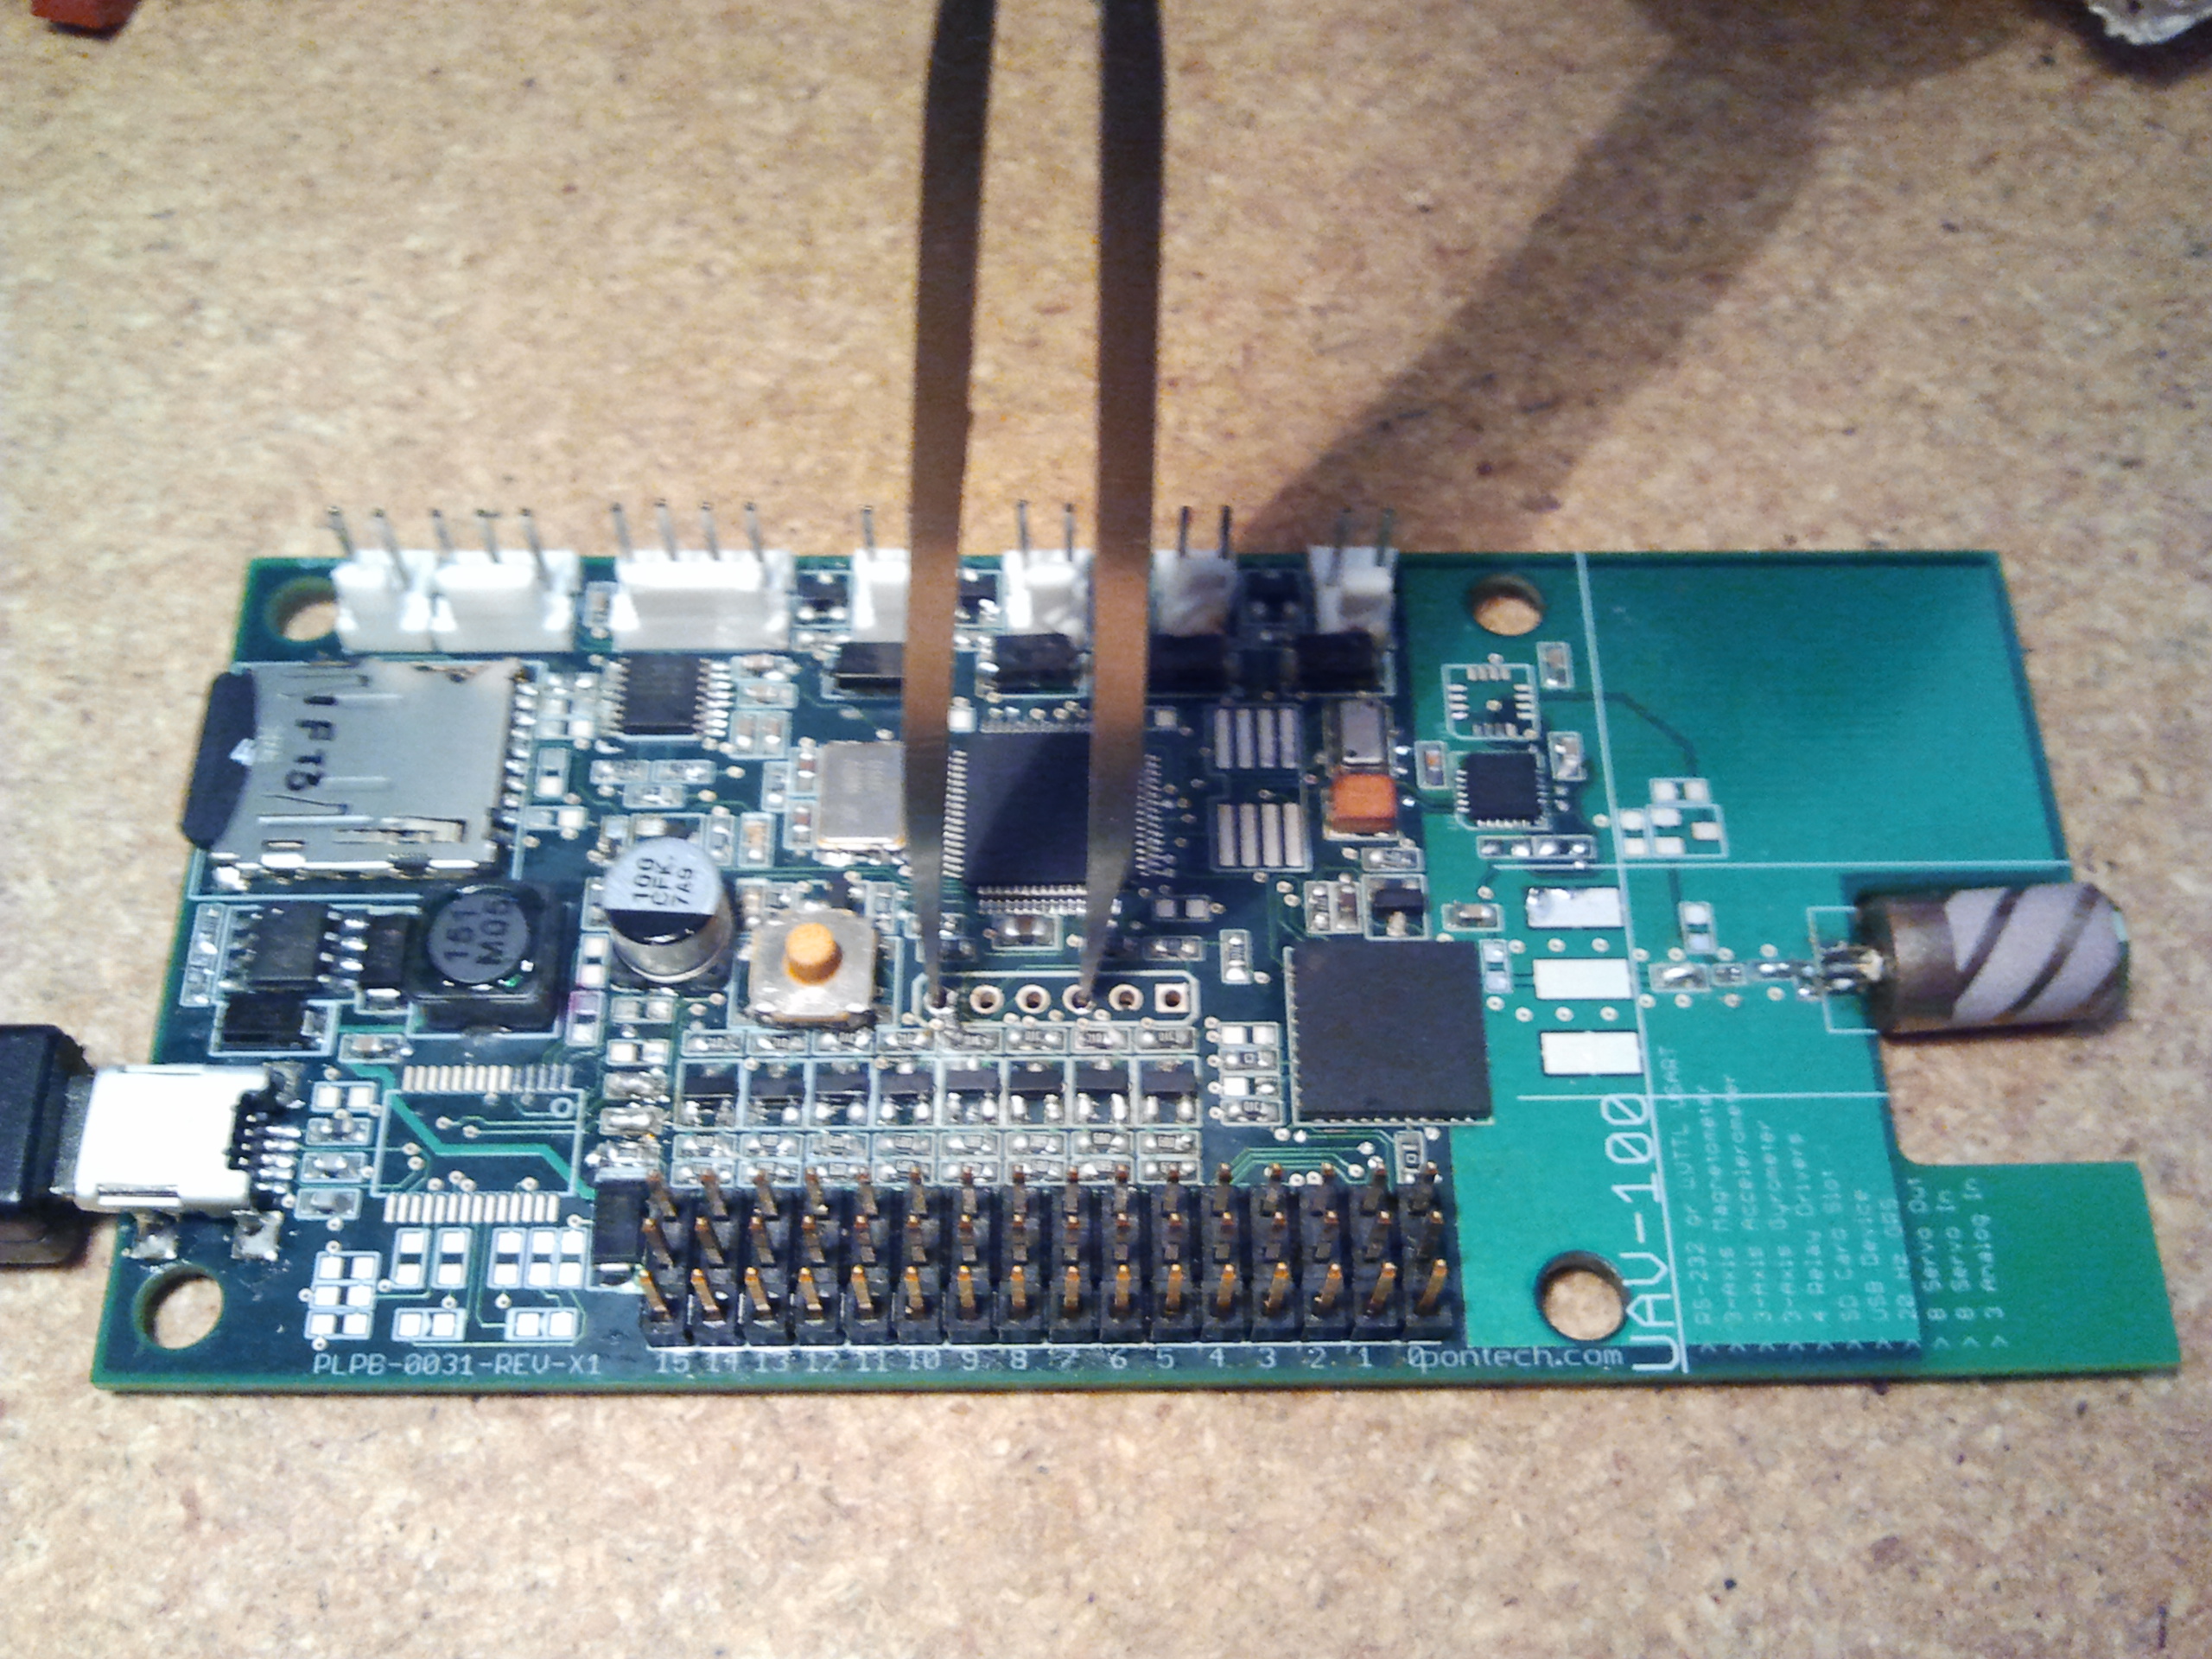 100
CFK
7A9
151
M05
UAV-100
RS-232 or LVTTL USART
3-Axis Magnetometer
3-Axis Accelerometer
3-Axis Gyrometer
4 Relay Drivers
SD Card Slot
USB Device
20 Hz GPS
8 Servo Out
8 Servo In
3 Analog In
PLPB-0031-REV-X1
15 14 13 12 11 10 9 8 7 6 5 4 3 2 1 0
pontech.com